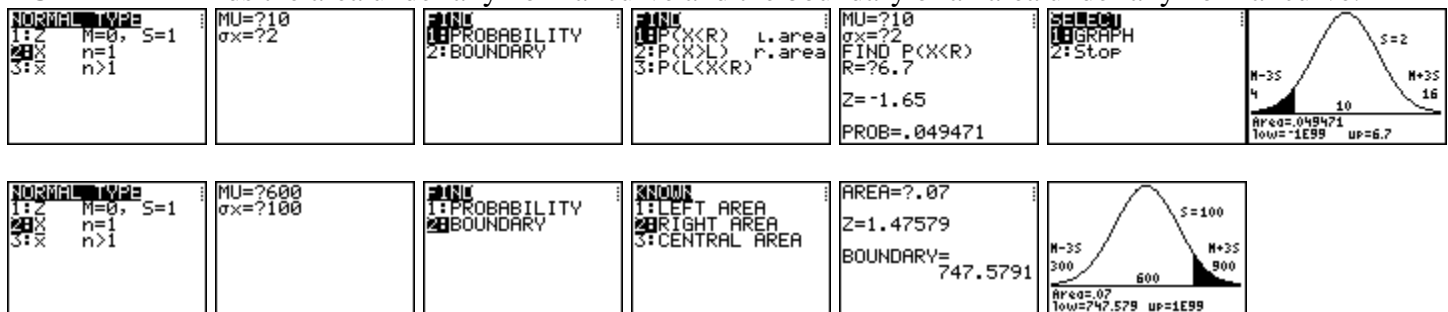 NORMAL TYPE
1:Z M=0, S=1
2:X n=1
3:x̄ n>1
MU=?10
σx=?2
FIND
1:PROBABILITY
2:BOUNDARY
FIND
1:P(X<R) L.area
2:P(X>L) r.area
3:P(L<X<R)
MU=?10
σx=?2
FIND P(X<R)
R=?6.7
Z=-1.65
PROB=.049471
SELECT
1:GRAPH
2:Stop
S=2
M-3S
4
M+3S
16
10
Area=.049471
low=-1E99 up=6.7
NORMAL TYPE
1:Z M=0, S=1
2:X n=1
3:x̄ n>1
MU=?600
σx=?100
FIND
1:PROBABILITY
2:BOUNDARY
KNOWN
1:LEFT AREA
2:RIGHT AREA
3:CENTRAL AREA
AREA=?.07
Z=1.47579
BOUNDARY=
747.5791
S=100
M-3S
300
M+3S
900
600
Area=.07
low=747.579 up=1E99